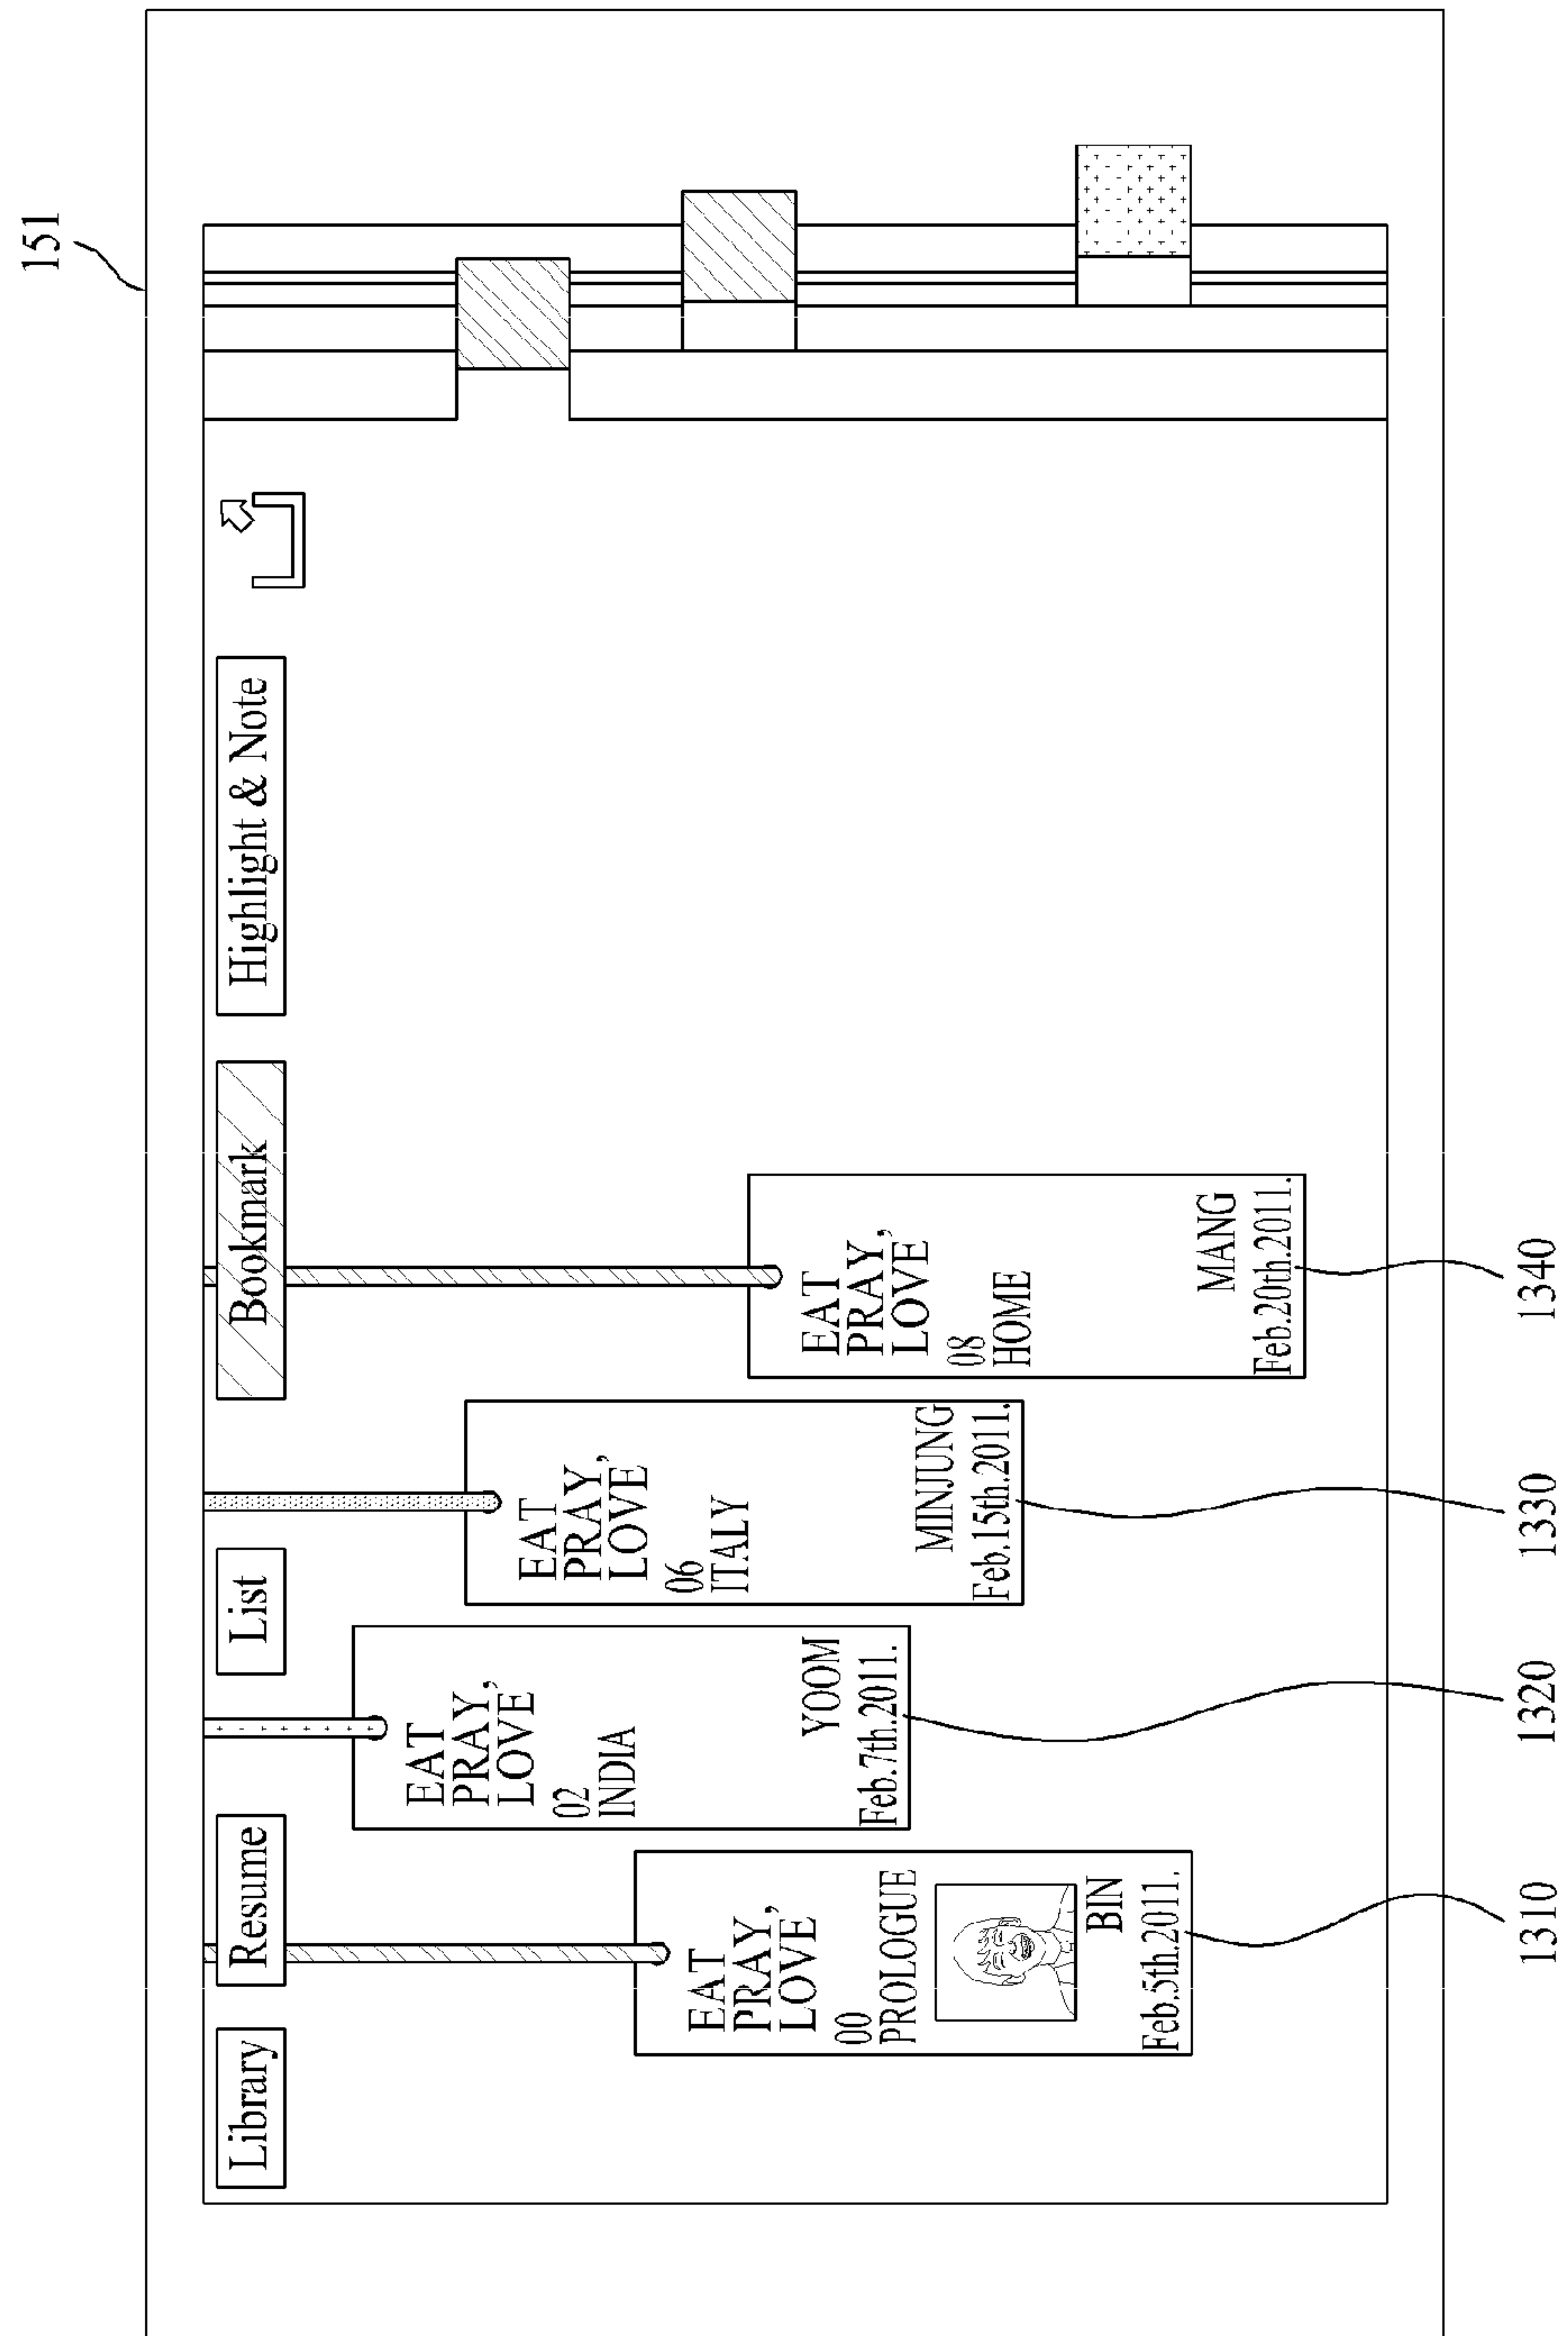 151
Library
Resume
List
Bookmark
Highlight & Note
EAT
PRAY,
LOVE
00
PROLOGUE
BIN
Feb.5th.2011.
EAT
PRAY,
LOVE
02
INDIA
YOOM
Feb.7th.2011.
EAT
PRAY,
LOVE
06
ITALY
MINJUNG
Feb.15th.2011.
EAT
PRAY,
LOVE
08
HOME
MANG
Feb.20th.2011.
1310
1320
1330
1340